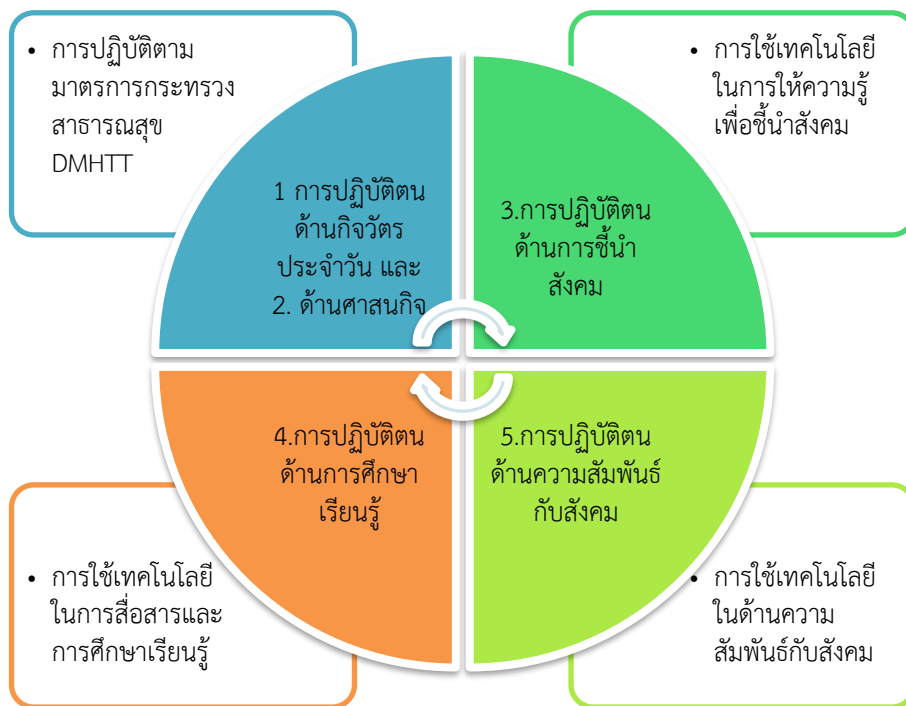 • การปฏิบัติตาม
มาตรการกระทรวง
สาธารณสุข
DMHTT
• การใช้เทคโนโลยี
ในการให้ความรู้
เพื่อชี้นำสังคม
1 การปฏิบัติตน
ด้านกิจวัตร
ประจำวัน และ
2. ด้านศาสนกิจ
3.การปฏิบัติตน
ด้านการชี้นำ
สังคม
4.การปฏิบัติตน
ด้านการศึกษา
เรียนรู้
5.การปฏิบัติตน
ด้านความสัมพันธ์
กับสังคม
• การใช้เทคโนโลยี
ในการสื่อสารและ
การศึกษาเรียนรู้
• การใช้เทคโนโลยี
ในด้านความ
สัมพันธ์กับสังคม